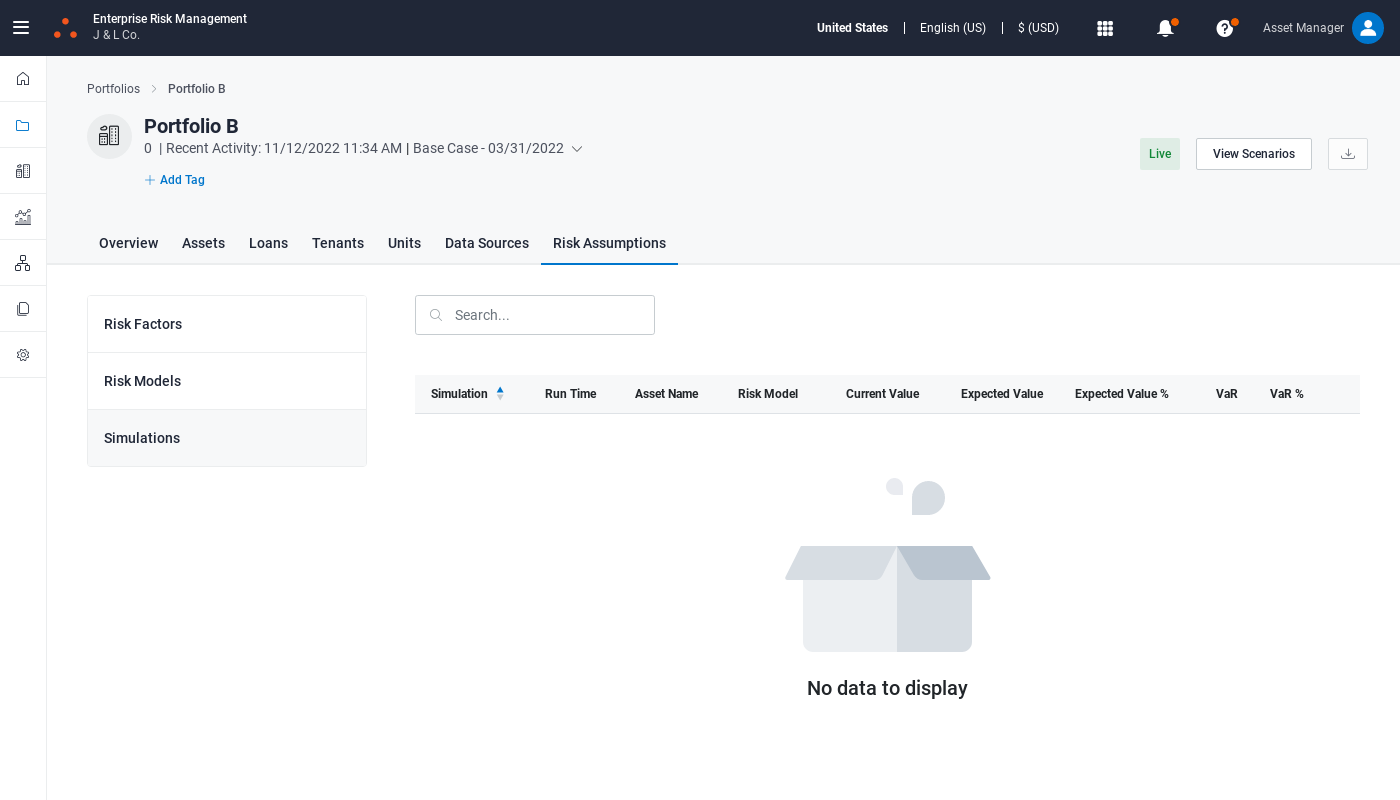 Enterprise Risk Management
J & L Co.
United States | English (US) | $ (USD)
Asset Manager
Portfolios > Portfolio B
Portfolio B
0 | Recent Activity: 11/12/2022 11:34 AM | Base Case - 03/31/2022
Live
View Scenarios
Add Tag
Overview Assets Loans Tenants Units Data Sources Risk Assumptions
Risk Factors
Risk Models
Simulations
Search...
Simulation Run Time Asset Name Risk Model Current Value Expected Value Expected Value % VaR VaR %
No data to display